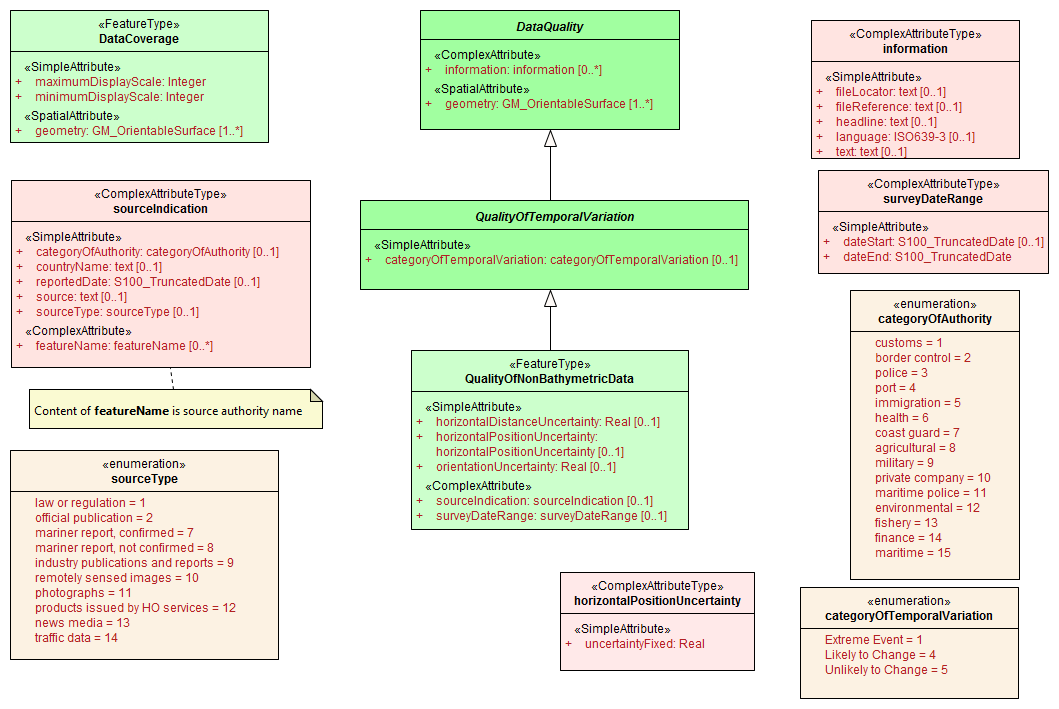 «FeatureType»
DataCoverage
«SimpleAttribute»
+ maximumDisplayScale: Integer
+ minimumDisplayScale: Integer
«SpatialAttribute»
+ geometry: GM_OrientableSurface [1..*]
DataQuality
«ComplexAttribute»
+ information: information [0..*]
«SpatialAttribute»
+ geometry: GM_OrientableSurface [1..*]
«ComplexAttributeType»
information
«SimpleAttribute»
+ fileLocator: text [0..1]
+ fileReference: text [0..1]
+ headline: text [0..1]
+ language: ISO639-3 [0..1]
+ text: text [0..1]
«ComplexAttributeType»
sourceIndication
«SimpleAttribute»
+ categoryOfAuthority: categoryOfAuthority [0..1]
+ countryName: text [0..1]
+ reportedDate: S100_TruncatedDate [0..1]
+ source: text [0..1]
+ sourceType: sourceType [0..1]
«ComplexAttribute»
+ featureName: featureName [0..*]
QualityOfTemporalVariation
«SimpleAttribute»
+ categoryOfTemporalVariation: categoryOfTemporalVariation [0..1]
«ComplexAttributeType»
surveyDateRange
«SimpleAttribute»
+ dateStart: S100_TruncatedDate [0..1]
+ dateEnd: S100_TruncatedDate
Content of featureName is source authority name
«FeatureType»
QualityOfNonBathymetricData
«SimpleAttribute»
+ horizontalDistanceUncertainty: Real [0..1]
+ horizontalPositionUncertainty:
horizontalPositionUncertainty [0..1]
+ orientationUncertainty: Real [0..1]
«ComplexAttribute»
+ sourceIndication: sourceIndication [0..1]
+ surveyDateRange: surveyDateRange [0..1]
«enumeration»
categoryOfAuthority
customs = 1
border control = 2
police = 3
port = 4
immigration = 5
health = 6
coast guard = 7
agricultural = 8
military = 9
private company = 10
maritime police = 11
environmental = 12
fishery = 13
finance = 14
maritime = 15
«enumeration»
sourceType
law or regulation = 1
official publication = 2
mariner report, confirmed = 7
mariner report, not confirmed = 8
industry publications and reports = 9
remotely sensed images = 10
photographs = 11
products issued by HO services = 12
news media = 13
traffic data = 14
«ComplexAttributeType»
horizontalPositionUncertainty
«SimpleAttribute»
+ uncertaintyFixed: Real
«enumeration»
categoryOfTemporalVariation
Extreme Event = 1
Likely to Change = 4
Unlikely to Change = 5